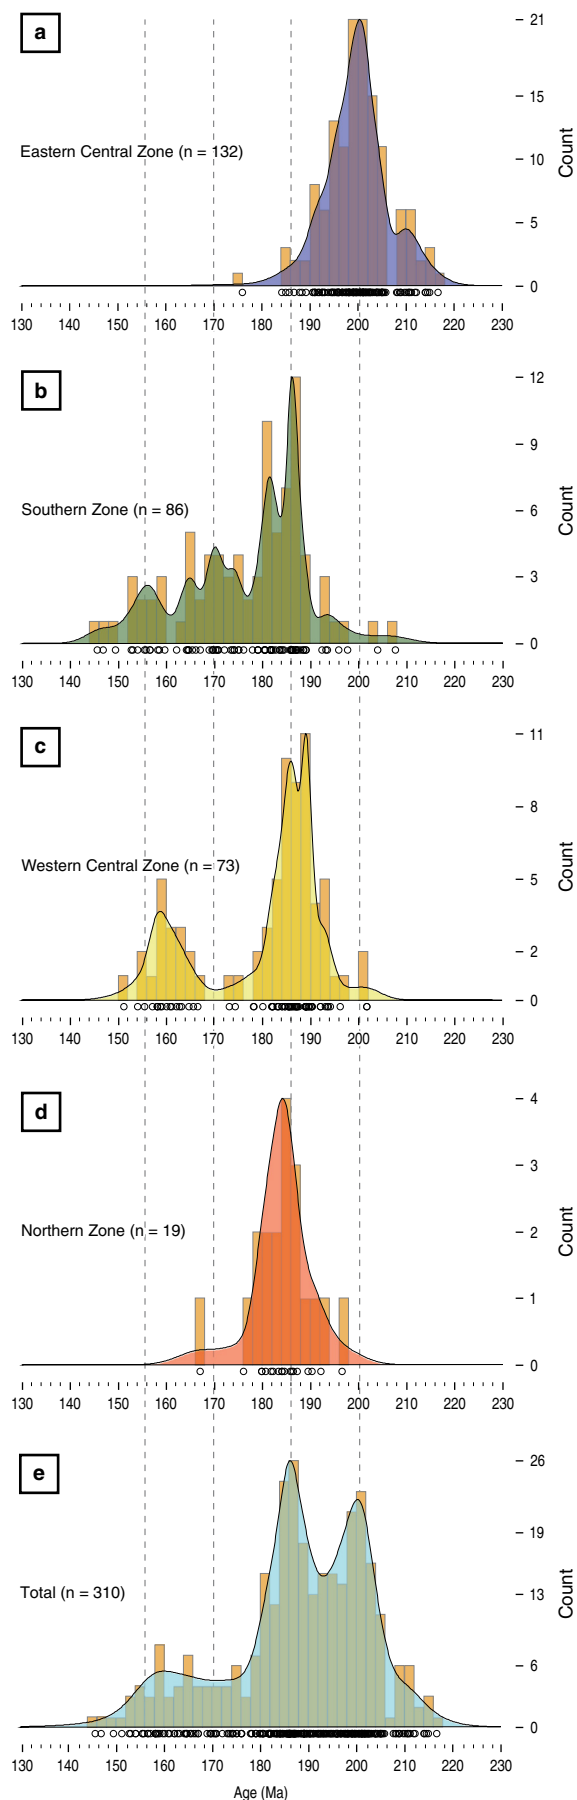 a
21
15
Eastern Central Zone (n = 132)
10
Count
5
0
130 140 150 160 170 180 190 200 210 220 230
b
12
9
Southern Zone (n = 86)
6
Count
3
0
130 140 150 160 170 180 190 200 210 220 230
c
11
8
Western Central Zone (n = 73)
5
Count
2
0
130 140 150 160 170 180 190 200 210 220 230
d
4
3
Northern Zone (n = 19)
2
Count
1
0
130 140 150 160 170 180 190 200 210 220 230
e
26
19
Total (n = 310)
13
Count
6
0
130 140 150 160 170 180 190 200 210 220 230
Age (Ma)